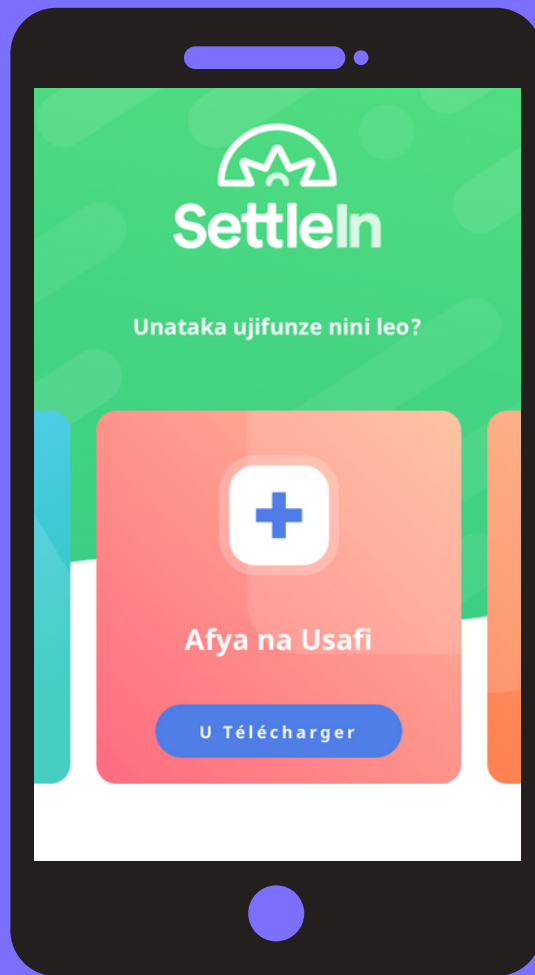 SettleIn
Unataka ujifunze nini leo?
Afya na Usafi
U Télécharger